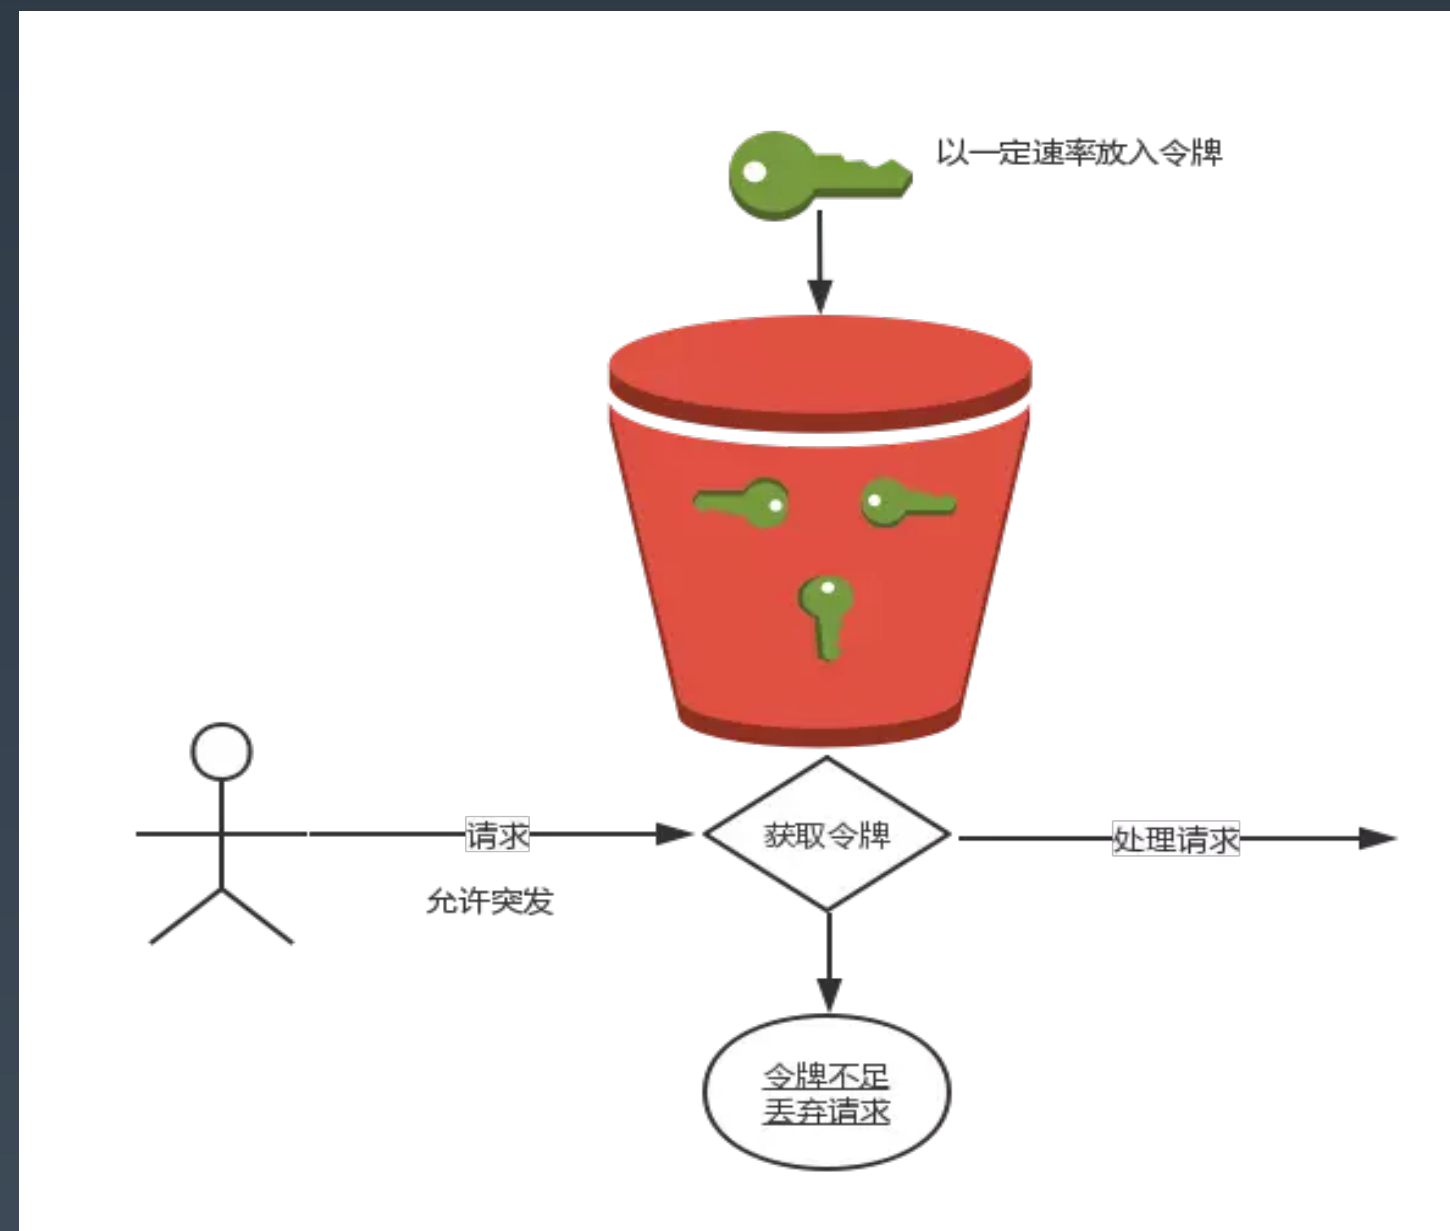 以一定速率放入令牌
请求
获取令牌
处理请求
允许突发
令牌不足
丢弃请求